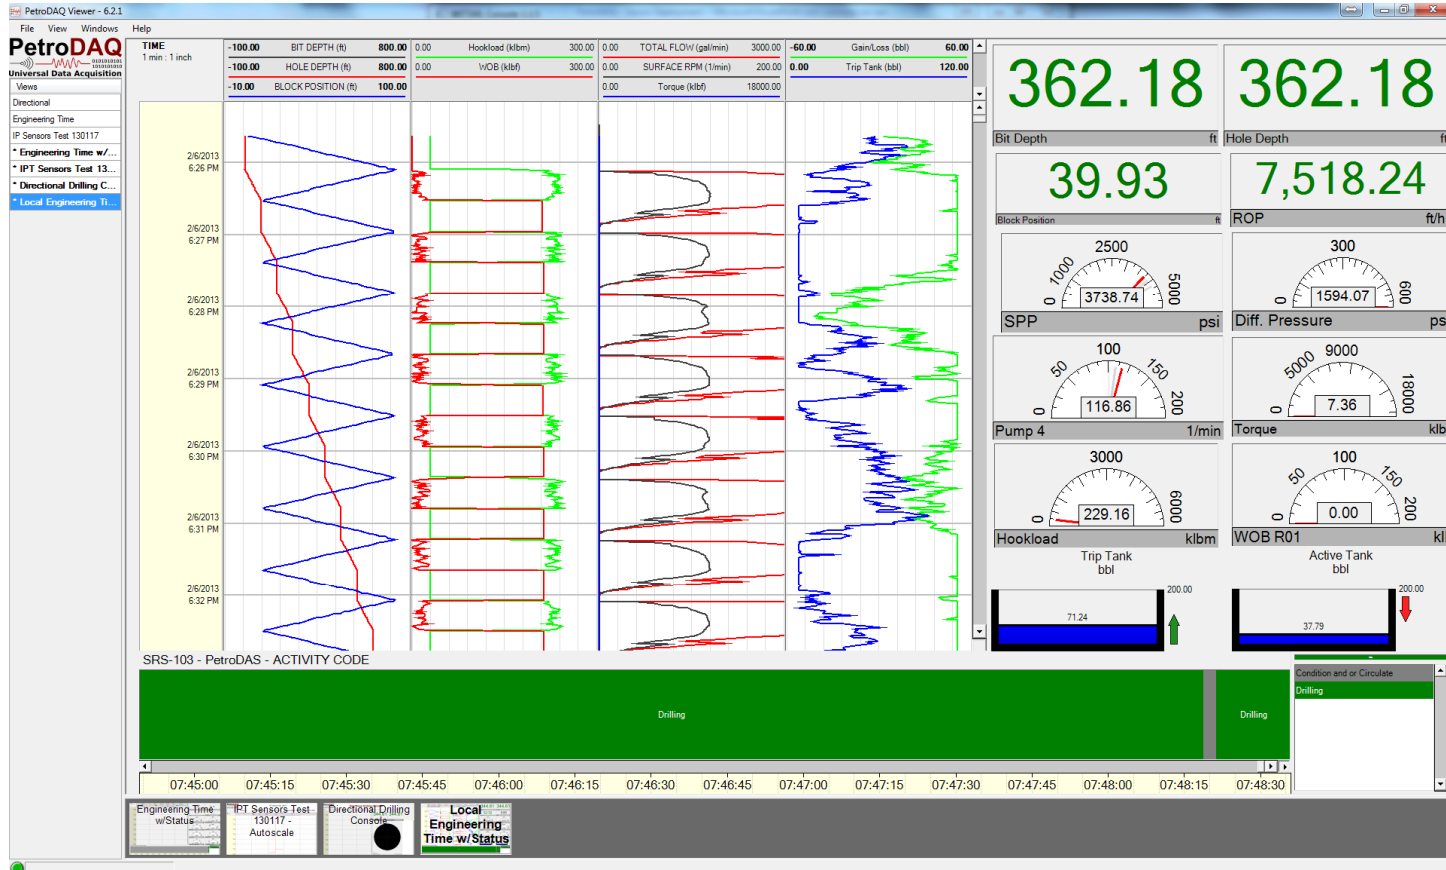 PetroDAQ Viewer - 6.2.1
File View Windows Help
PetroDAQ
Universal Data Acquisition
Views
Directional
Engineering Time
IP Sensors Test 130117
* Engineering Time w/...
* IPT Sensors Test 13...
* Directional Drilling C...
* Local Engineering Ti...
TIME
1 min : 1 inch
-100.00 BIT DEPTH (ft) 800.00
-100.00 HOLE DEPTH (ft) 800.00
-10.00 BLOCK POSITION (ft) 100.00
0.00 Hookload (klbm) 300.00
0.00 WOB (klbf) 300.00
0.00 TOTAL FLOW (gal/min) 3000.00
0.00 SURFACE RPM (1/min) 200.00
0.00 Torque (klbf) 18000.00
-60.00 Gain/Loss (bbl) 60.00
0.00 Trip Tank (bbl) 120.00
2/6/2013
6:26 PM
2/6/2013
6:27 PM
2/6/2013
6:28 PM
2/6/2013
6:29 PM
2/6/2013
6:30 PM
2/6/2013
6:31 PM
2/6/2013
6:32 PM
362.18
Bit Depth ft
362.18
Hole Depth ft
39.93
Block Position ft
7,518.24
ROP ft/h
0 1000 2500 5000
3738.74
SPP psi
0 300 600
1594.07
Diff. Pressure ps
0 50 100 150 200
116.86
Pump 4 1/min
0 5000 9000 18000
7.36
Torque klb
0 3000 6000
229.16
Hookload klbm
0 50 100 150 200
0.00
WOB R01 kl
Trip Tank
bbl
200.00
71.24
Active Tank
bbl
200.00
37.79
SRS-103 - PetroDAS - ACTIVITY CODE
Drilling
Drilling
Condition and or Circulate
Drilling
07:45:00 07:45:15 07:45:30 07:45:45 07:46:00 07:46:15 07:46:30 07:46:45 07:47:00 07:47:15 07:47:30 07:47:45 07:48:00 07:48:15 07:48:30
Engineering Time
w/Status
IPT Sensors Test
130117 -
Autoscale
Directional Drilling
Console
Local
Engineering
Time w/Status